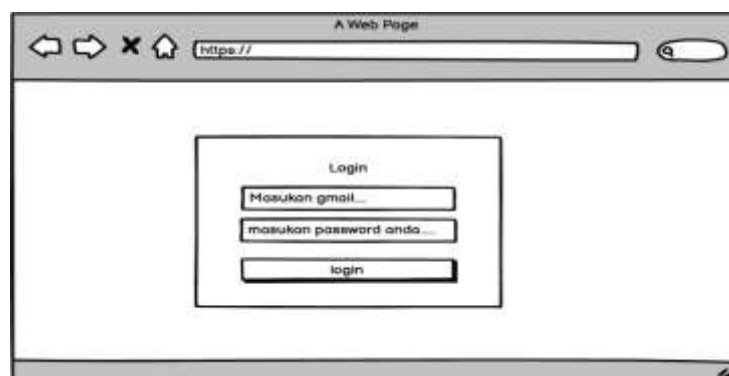 A Web Page
https://
Login
Masukan gmail....
masukan password anda....
login